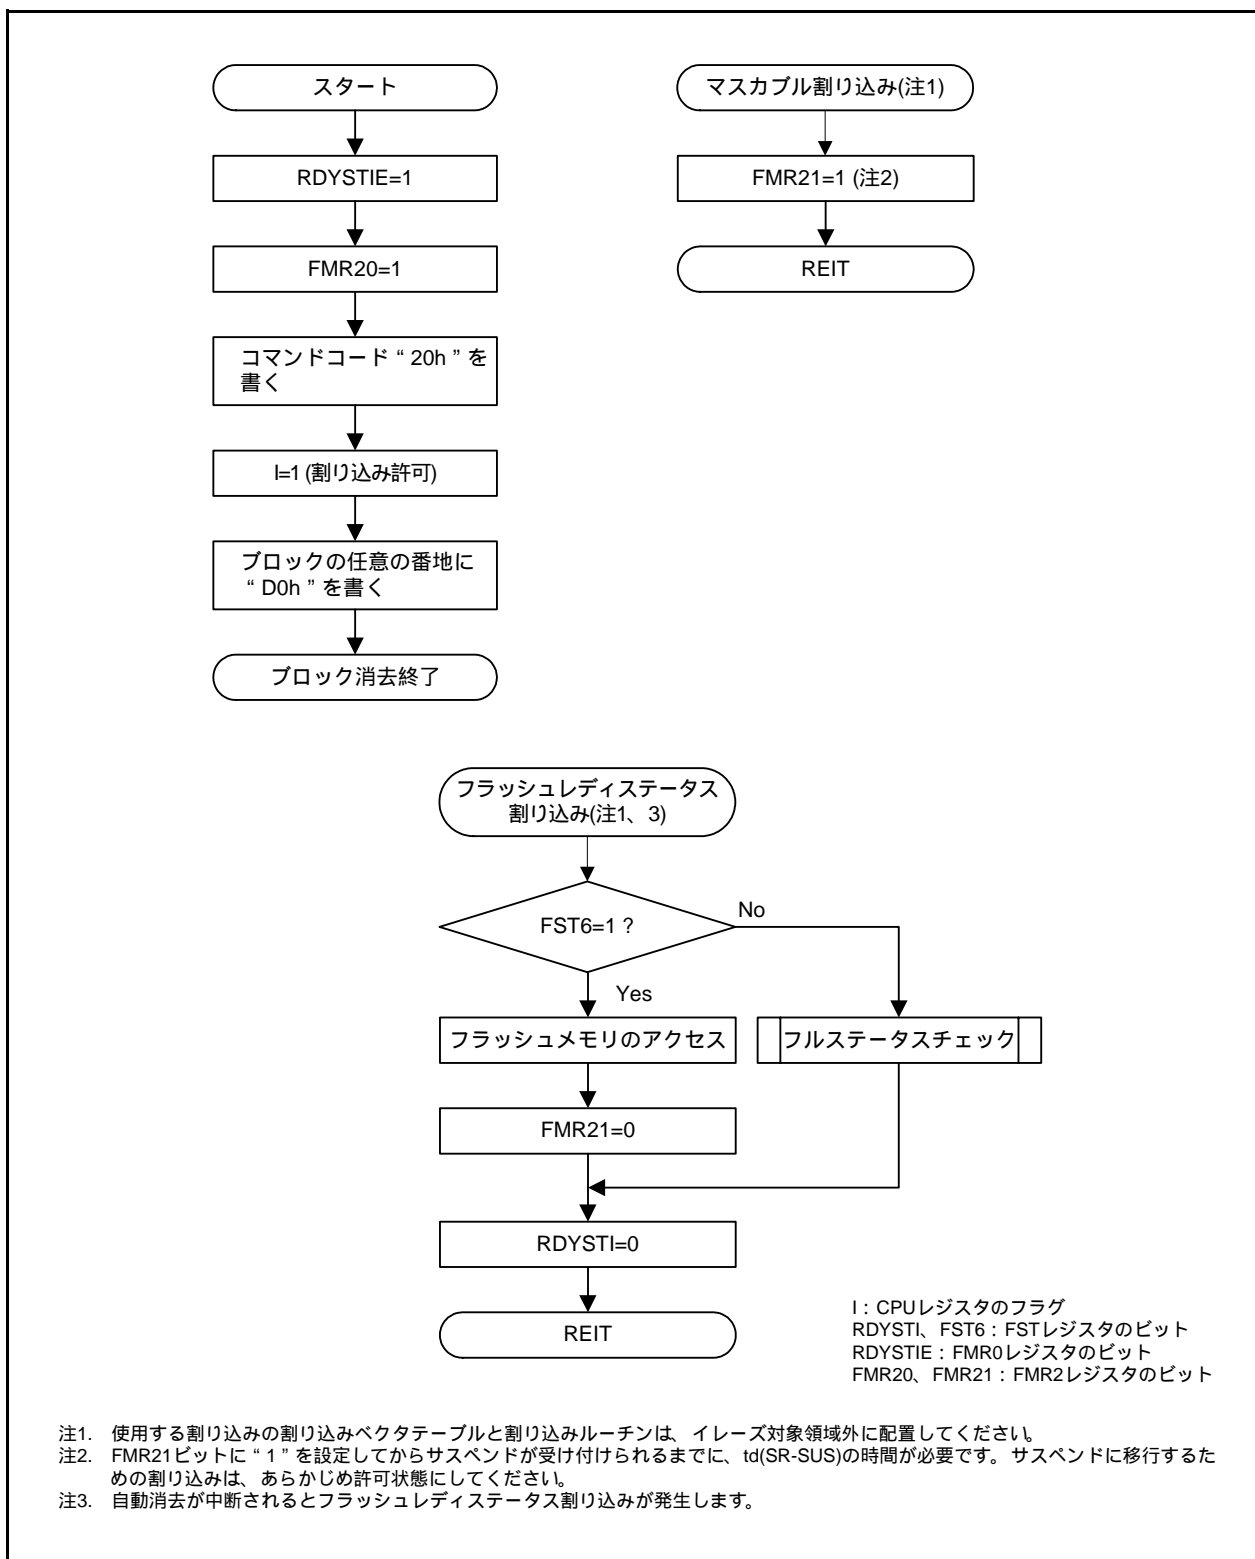 スタート
RDYSTIE=1
FMR20=1
コマンドコード“20h”を
書く
I=1 (割り込み許可)
ブロックの任意の番地に
“D0h”を書く
ブロック消去終了
マスカブル割り込み(注1)
FMR21=1 (注2)
REIT
フラッシュレディステータス
割り込み(注1、3)
FST6=1 ?
No
Yes
フラッシュメモリのアクセス
フルステータスチェック
FMR21=0
RDYSTI=0
REIT
I:CPUレジスタのフラグ
RDYSTI、FST6:FSTレジスタのビット
RDYSTIE:FMR0レジスタのビット
FMR20、FMR21:FMR2レジスタのビット
注1. 使用する割り込みの割り込みベクタテーブルと割り込みルーチンは、イレーズ対象領域外に配置してください。
注2. FMR21ビットに“1”を設定してからサスペンドが受け付けられるまでに、td(SR-SUS)の時間が必要です。サスペンドに移行するた
めの割り込みは、あらかじめ許可状態にしてください。
注3. 自動消去が中断されるとフラッシュレディステータス割り込みが発生します。